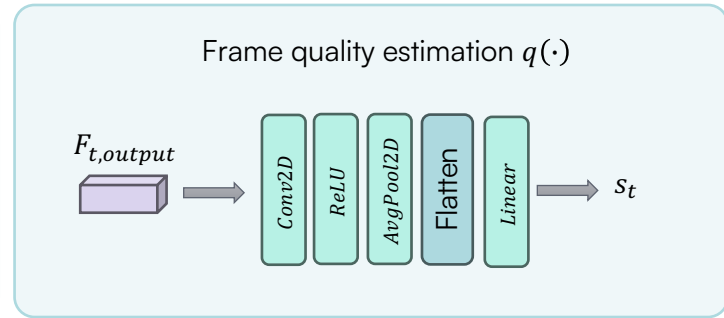 Frame quality estimation q(·)
F_{t,output}
Conv2D
ReLU
AvgPool2D
Flatten
Linear
s_t